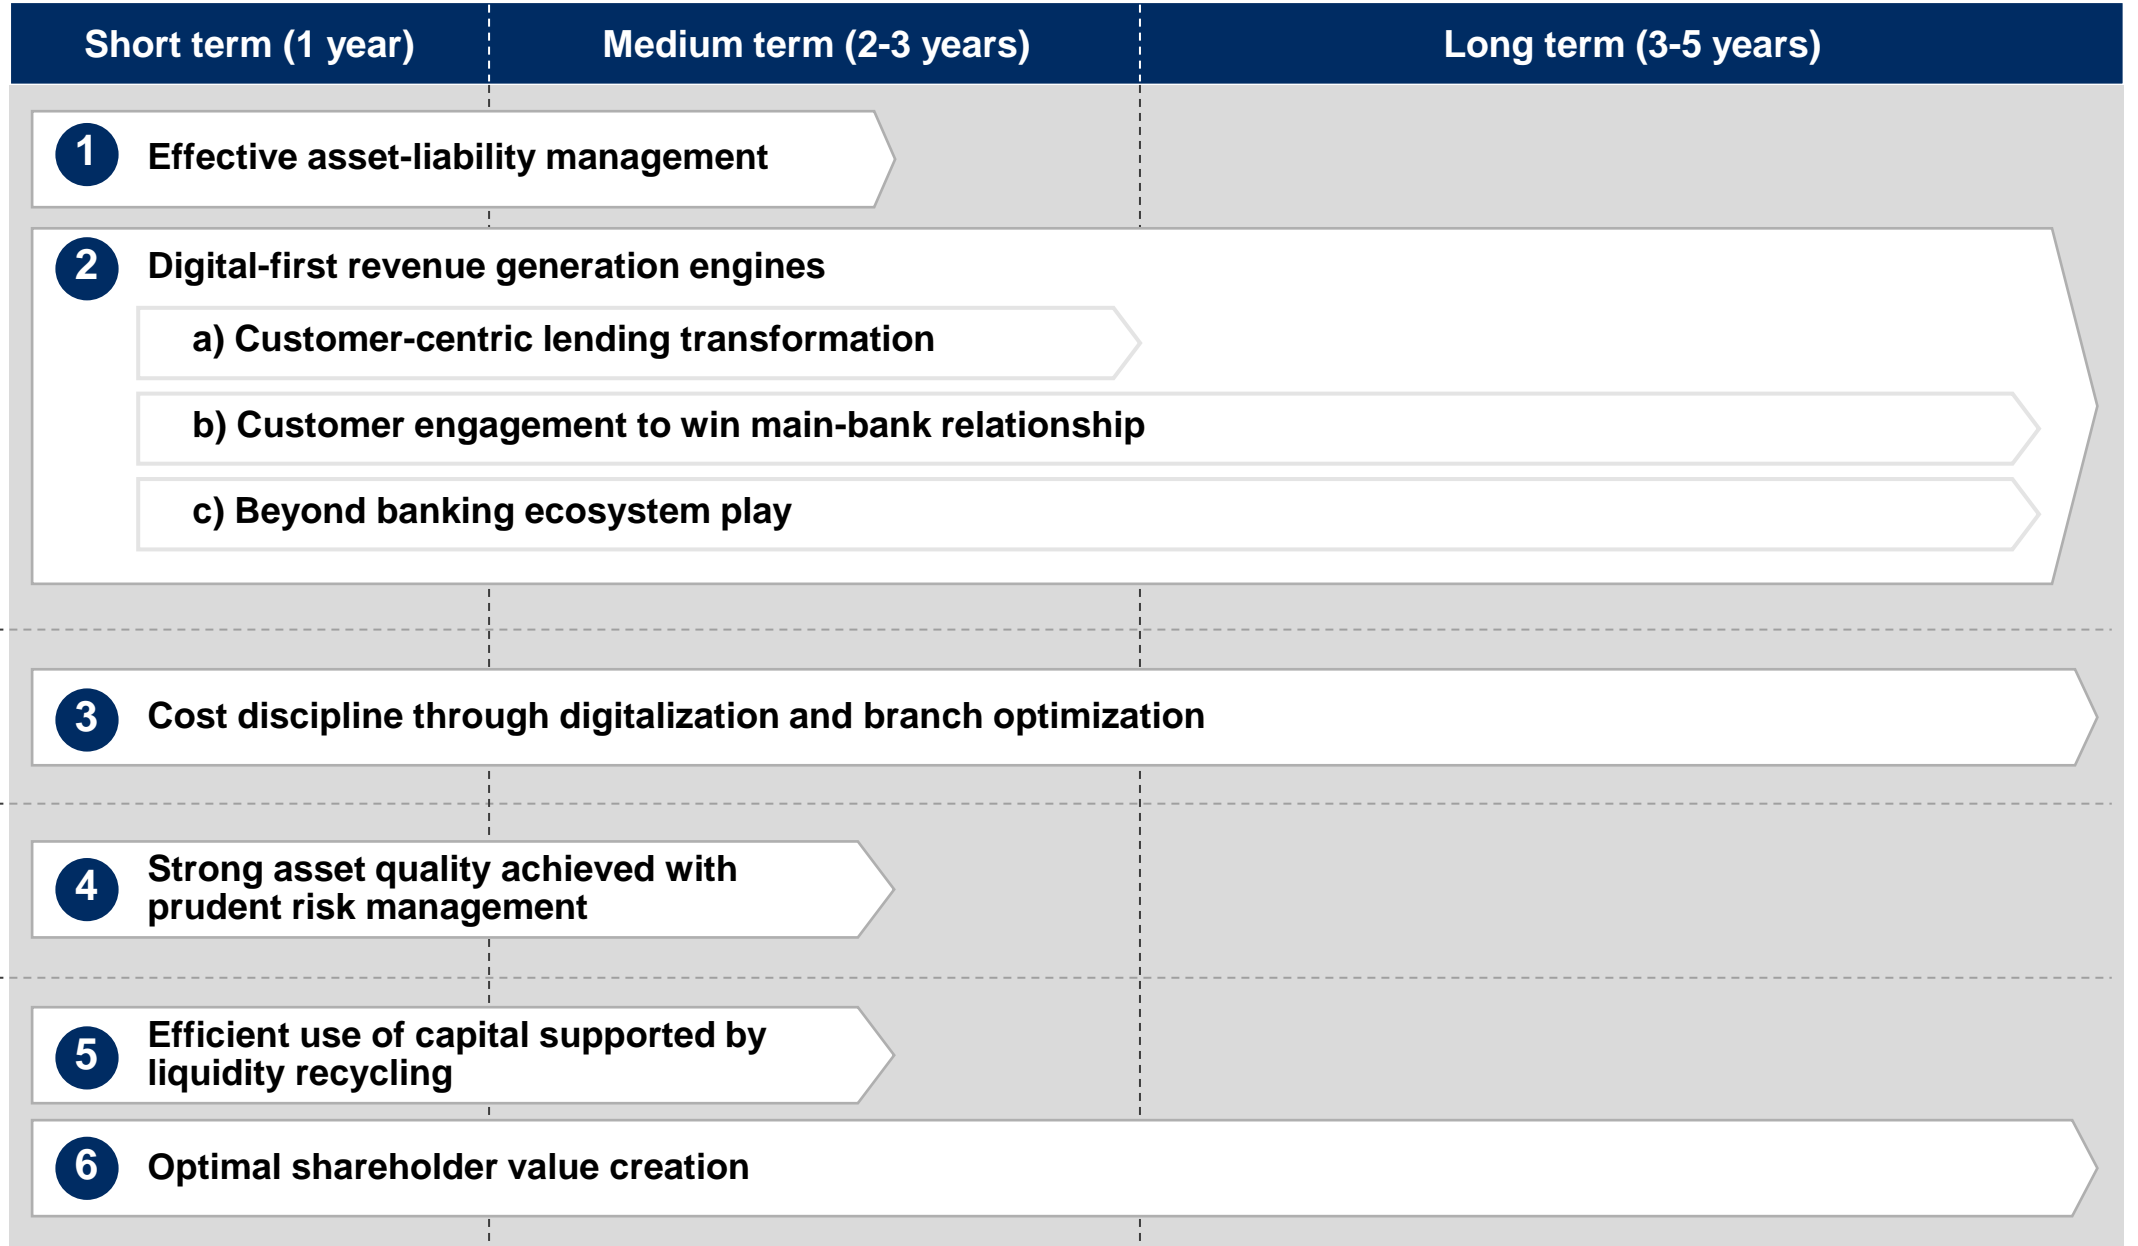 Short term (1 year)
Medium term (2-3 years)
Long term (3-5 years)
1
Effective asset-liability management
2
Digital-first revenue generation engines
a) Customer-centric lending transformation
b) Customer engagement to win main-bank relationship
c) Beyond banking ecosystem play
3
Cost discipline through digitalization and branch optimization
4
Strong asset quality achieved with
prudent risk management
5
Efficient use of capital supported by
liquidity recycling
6
Optimal shareholder value creation